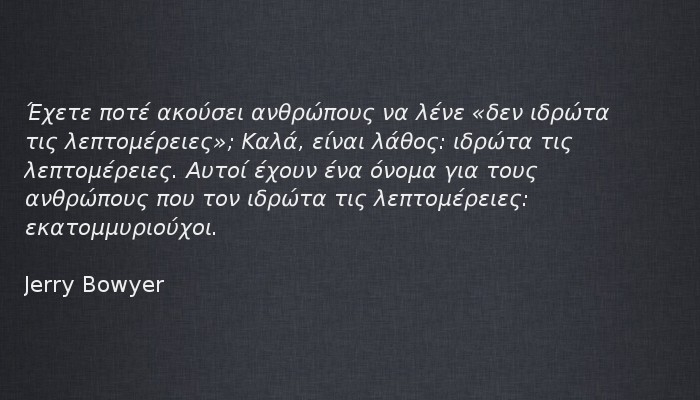 Έχετε ποτέ ακούσει ανθρώπους να λένε «δεν ιδρώτα
τις λεπτομέρειες»; Καλά, είναι λάθος: ιδρώτα τις
λεπτομέρειες. Αυτοί έχουν ένα όνομα για τους
ανθρώπους που τον ιδρώτα τις λεπτομέρειες:
εκατομμυριούχοι.
Jerry Bowyer